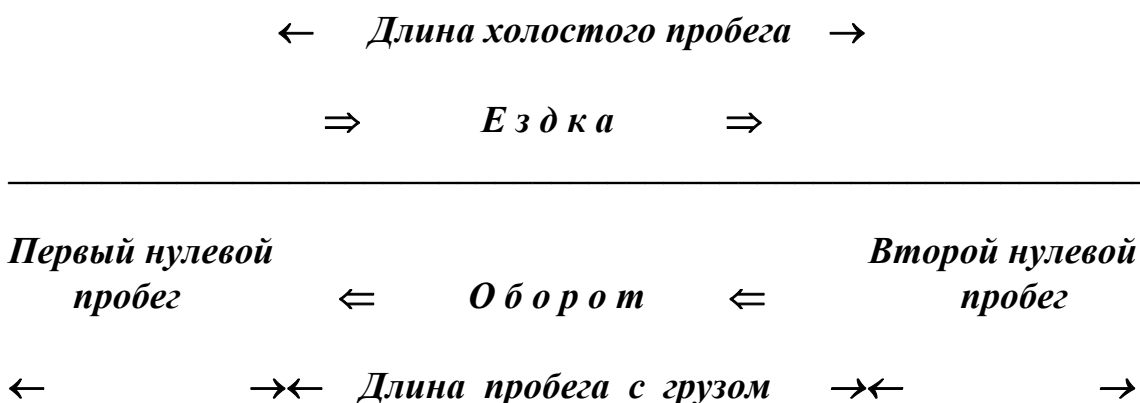 ← Длина холостого пробега →
⇒ Е з д к а ⇒
Первый нулевой Второй нулевой
пробег ⇐ О б о р о т ⇐ пробег
← →← Длина пробега с грузом →← →